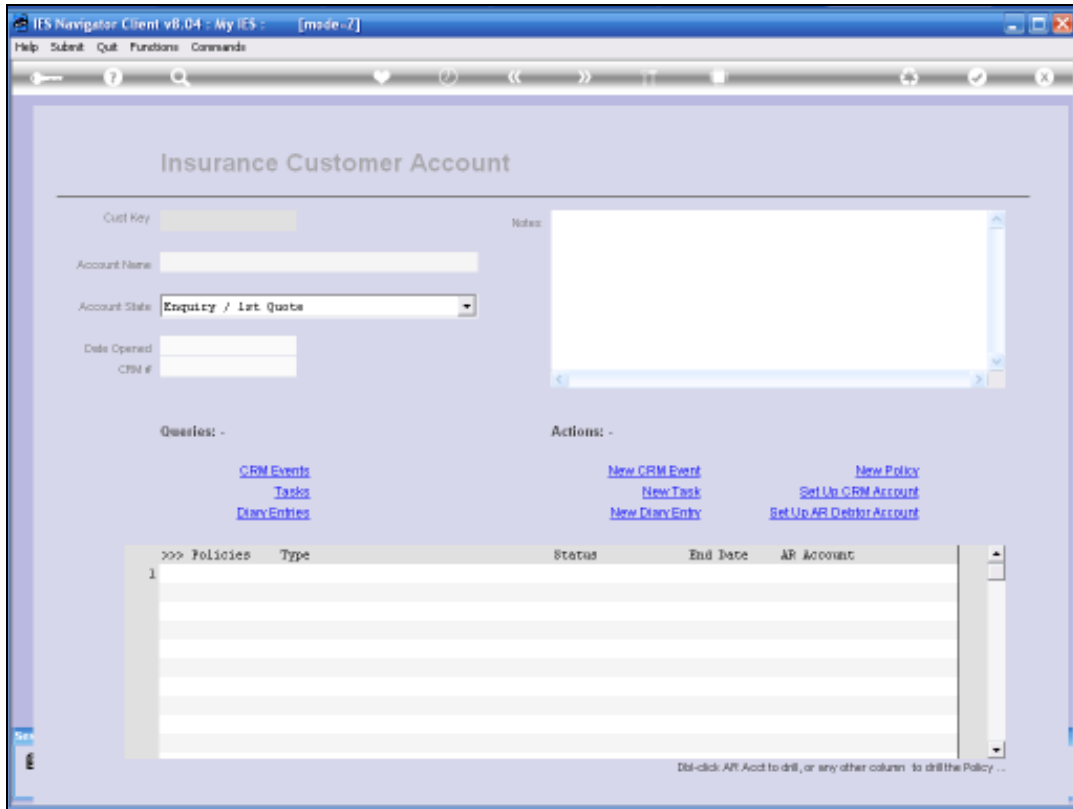 IES Navigator Client v8.04 : My IES : [mode=Z]
Help Submit Quit Functions Commands
Insurance Customer Account
Cust Key
Notes
Account Name
Account State Enquiry / 1st Quote
Date Opened
CRM #
Queries: -
Actions: -
CRM Events New CRM Event New Policy
Tasks New Task Set Up CRM Account
Diary Entries New Diary Entry Set Up AR Debtor Account
>>> Policies Type Status End Date AR Account
1
Dbl-click AR Acct to drill, or any other column to drill the Policy ...